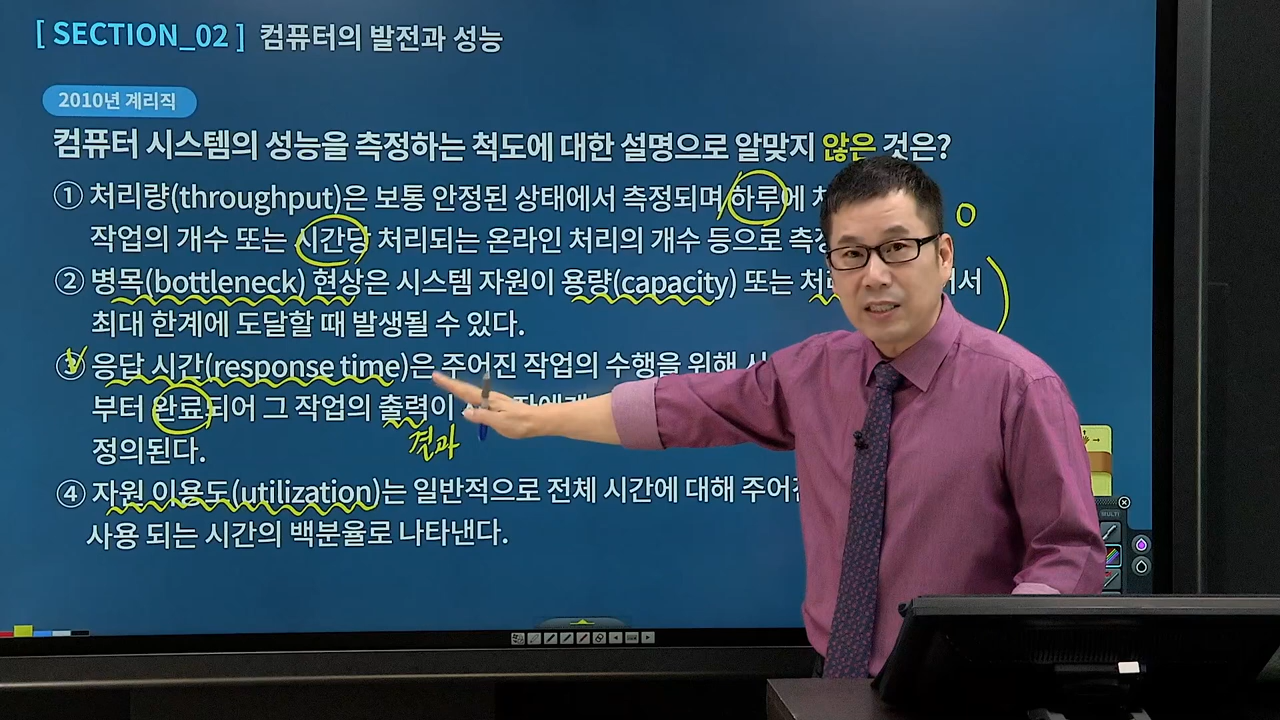 [ SECTION_02 ] 컴퓨터의 발전과 성능
2010년 계리직
컴퓨터 시스템의 성능을 측정하는 척도에 대한 설명으로 알맞지 않은 것은?
① 처리량(throughput)은 보통 안정된 상태에서 측정되며 하루에
작업의 개수 또는 시간당 처리되는 온라인 처리의 개수 등으로
② 병목(bottleneck) 현상은 시스템 자원이 용량(capacity) 또는
최대 한계에 도달할 때 발생될 수 있다.
③ 응답 시간(response time)은 주어진 작업의 수행을 위해
부터 완료되어 그 작업의 출력이
결과
정의된다.
④ 자원 이용도(utilization)는 일반적으로 전체 시간에 대해
사용 되는 시간의 백분율로 나타낸다.